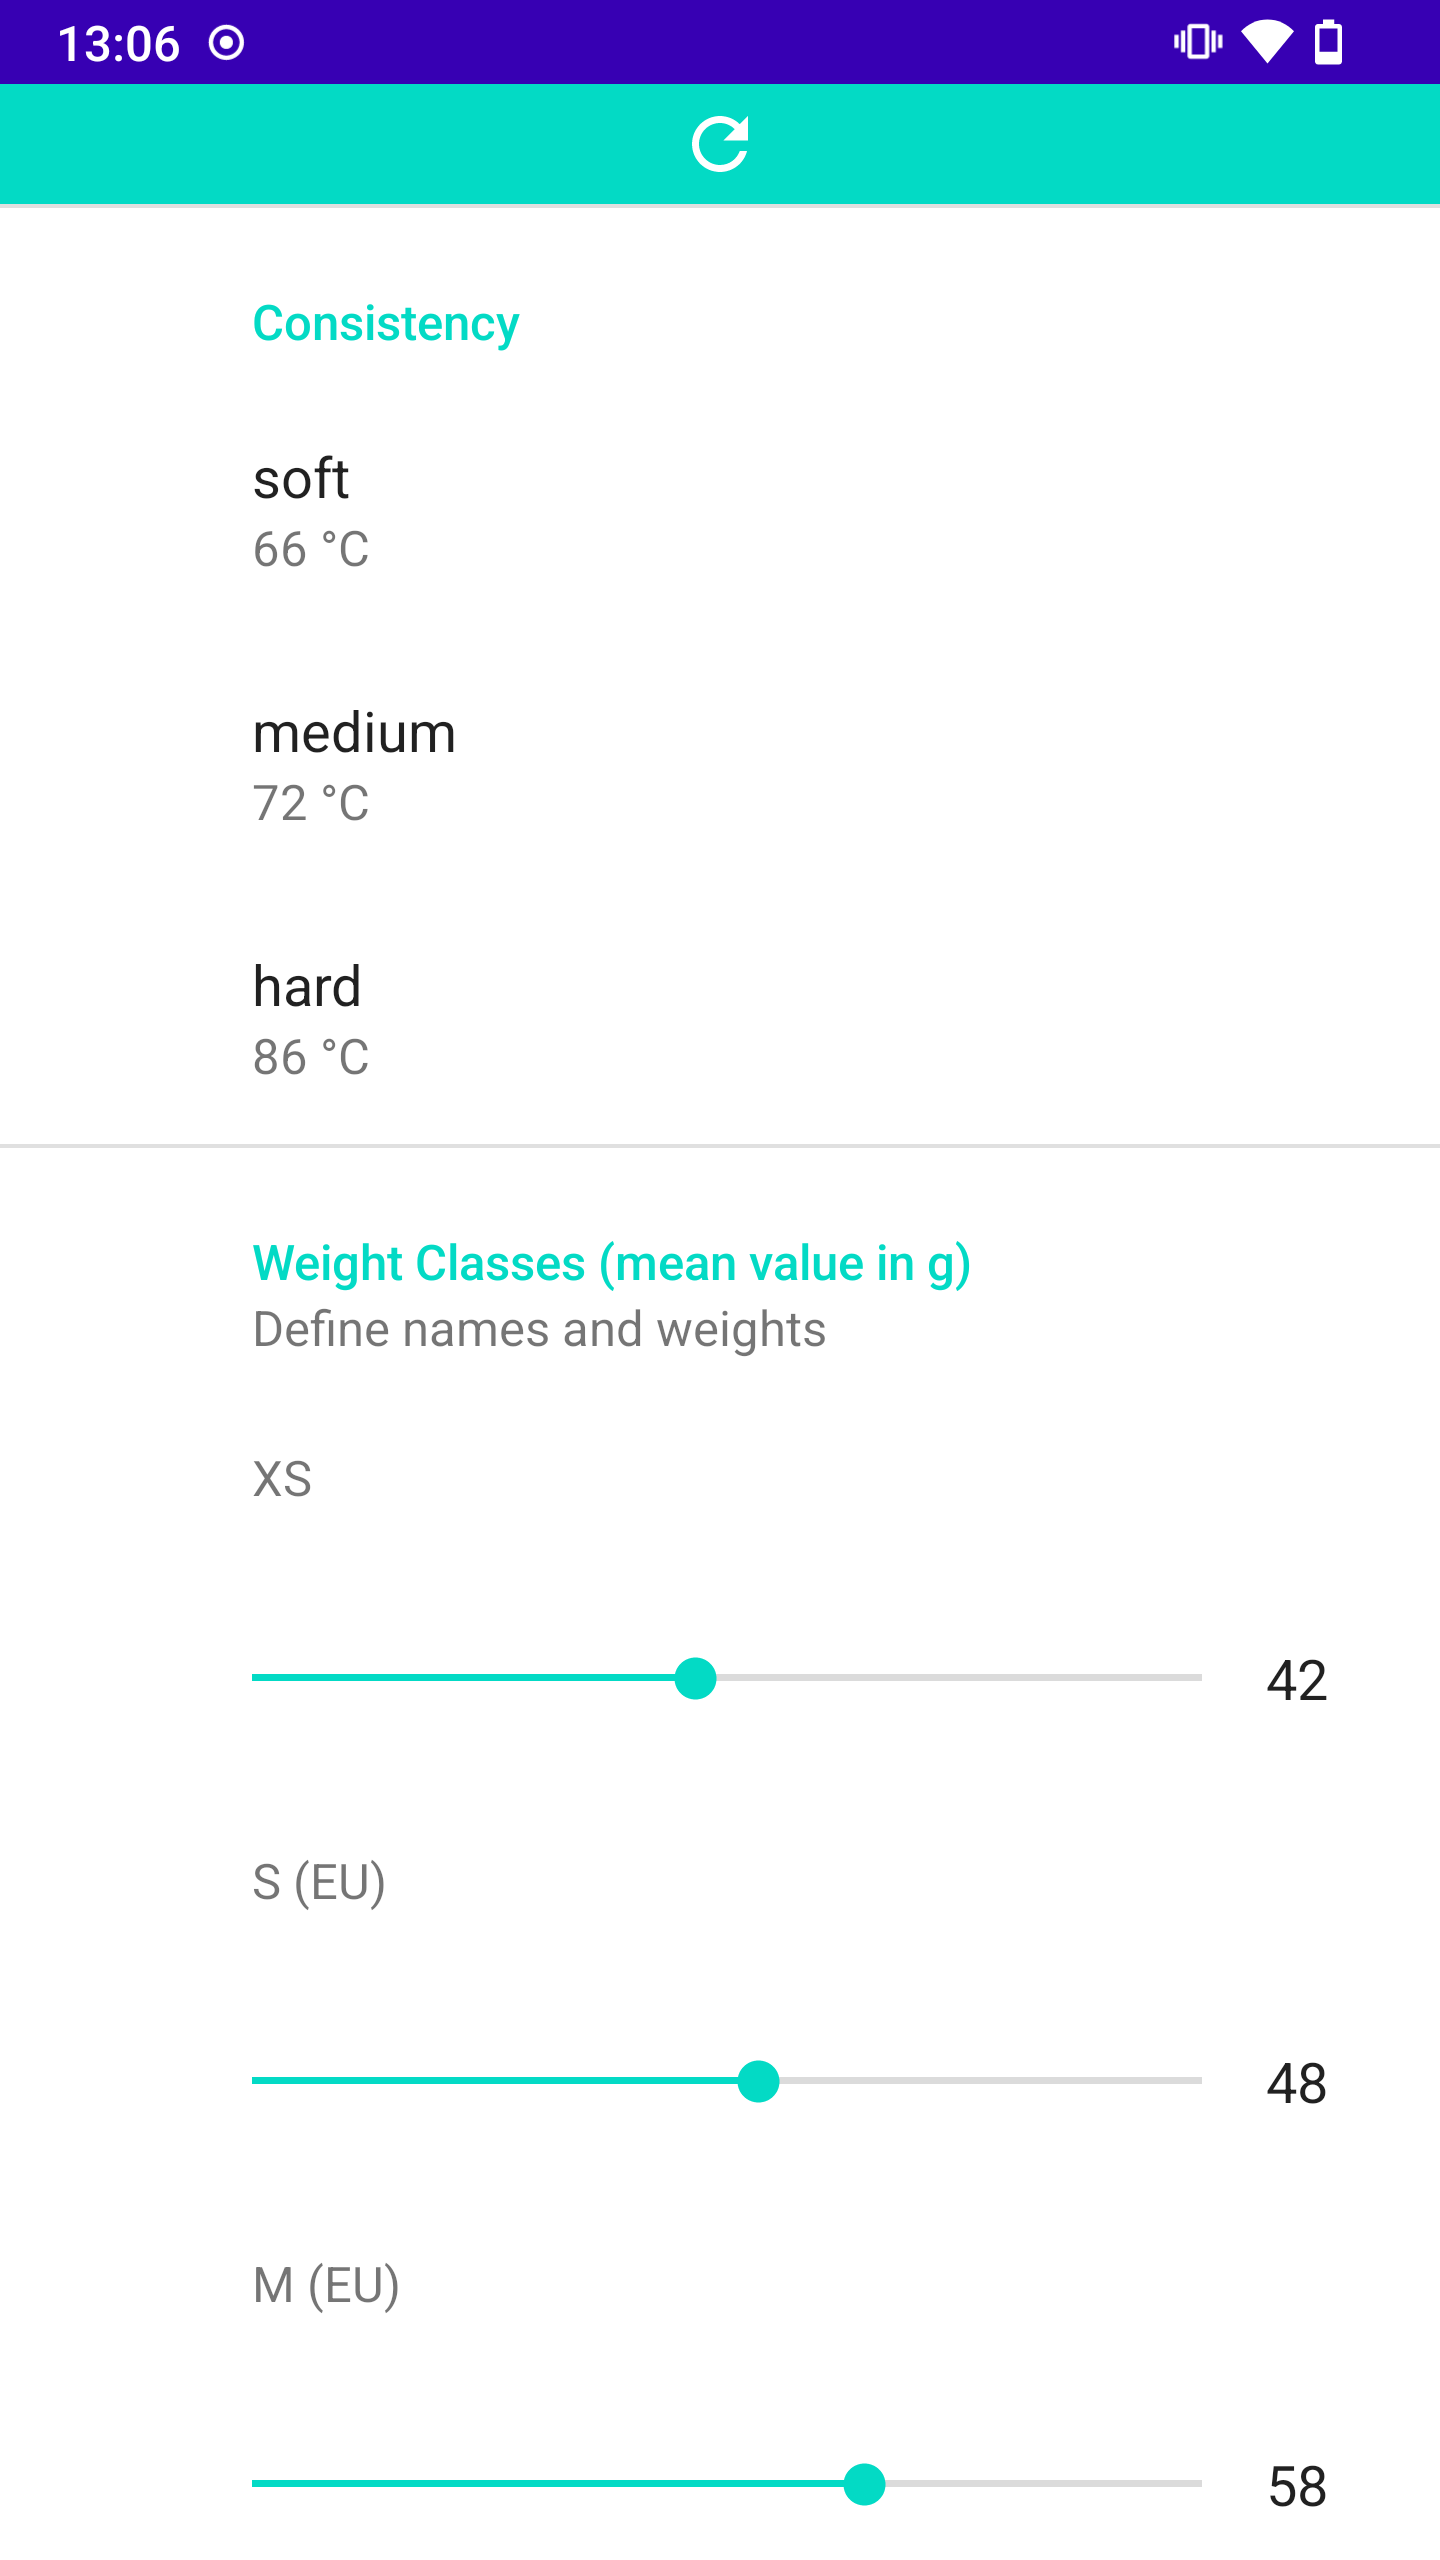 13:06
Consistency
soft
66 °C
medium
72 °C
hard
86 °C
Weight Classes (mean value in g)
Define names and weights
XS
42
S (EU)
48
M (EU)
58